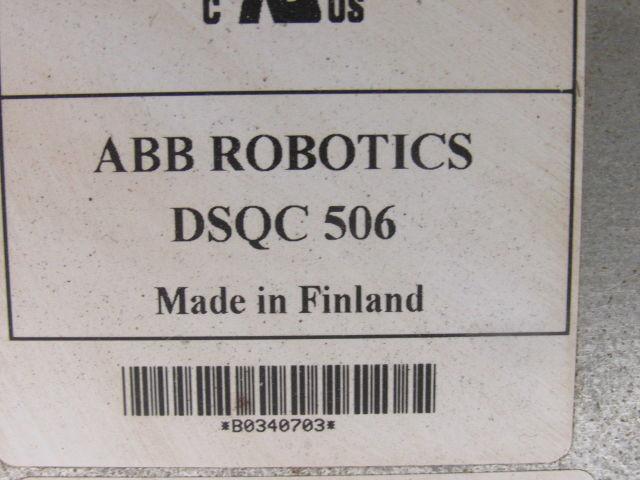 C US
ABB ROBOTICS
DSQC 506
Made in Finland
*B0340703*